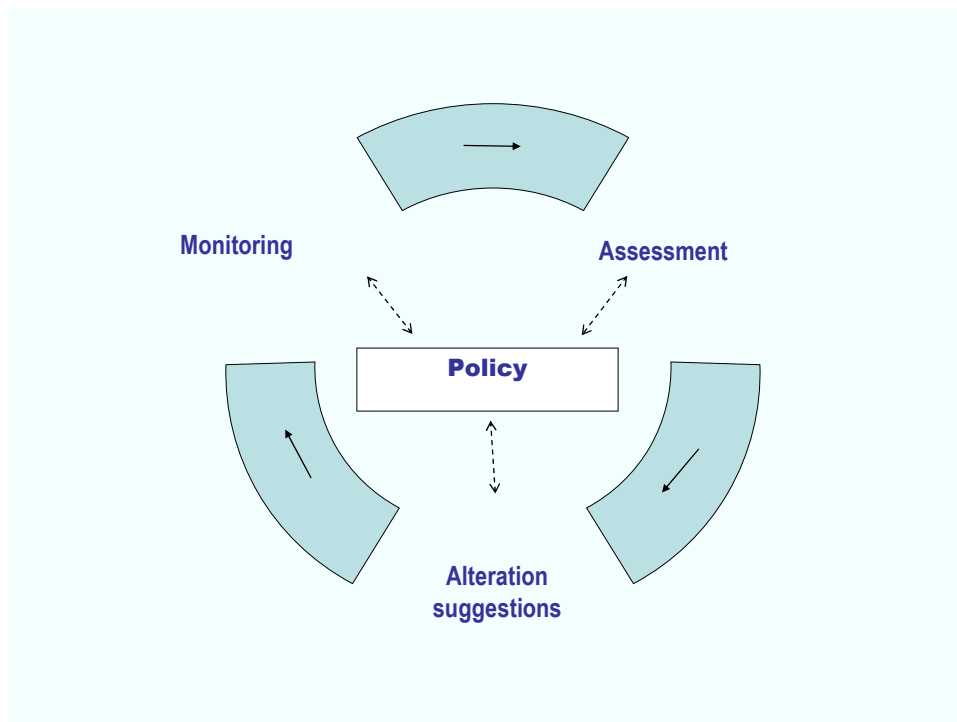 Monitoring
Assessment
Policy
Alteration
suggestions